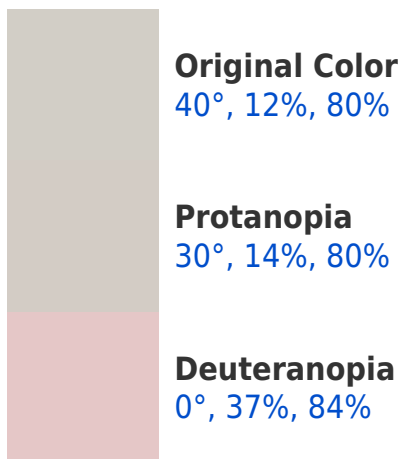 Original Color
40°, 12%, 80%
Protanopia
30°, 14%, 80%
Deuteranopia
0°, 37%, 84%